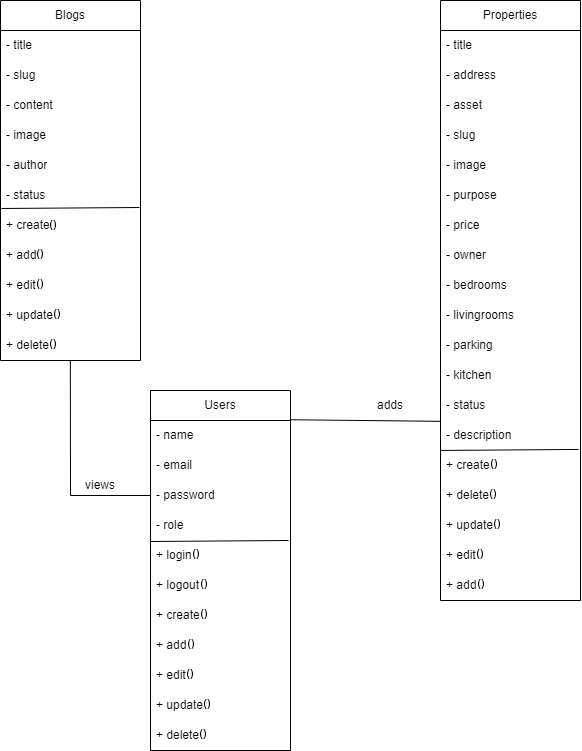 Blogs
- title
- slug
- content
- image
- author
- status
+ create()
+ add()
+ edit()
+ update()
+ delete()
views
Users
- name
- email
- password
- role
+ login()
+ logout()
+ create()
+ add()
+ edit()
+ update()
+ delete()
adds
Properties
- title
- address
- asset
- slug
- image
- purpose
- price
- owner
- bedrooms
- livingrooms
- parking
- kitchen
- status
- description
+ create()
+ delete()
+ update()
+ edit()
+ add()